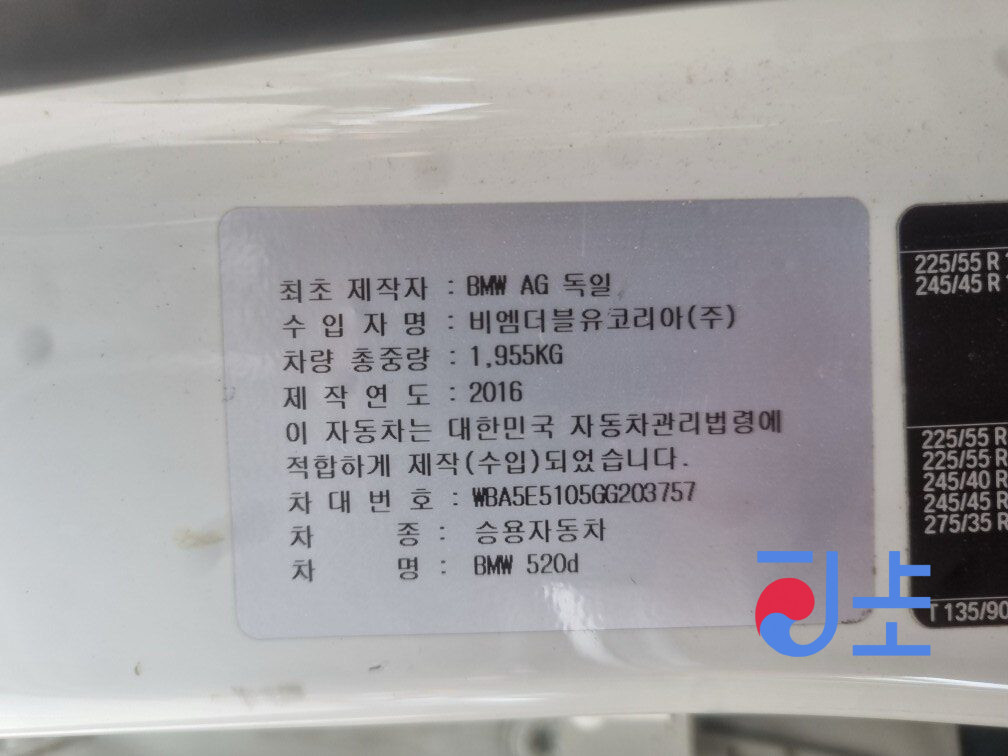 최초 제작자 : BMW AG 독일
수 입 자 명 : 비엠더블유코리아(주)
차량 총중량 : 1,955KG
제 작 연 도 : 2016
이 자동차는 대한민국 자동차관리법령에
적합하게 제작(수입)되었습니다.
차 대 번 호 : WBA5E5105GG203757
차 종 : 승용자동차
차 명 : BMW 520d
225/55 R
245/45 R
225/55 R
225/55 R
245/40 R
245/45 R
275/35 R
T 135/90